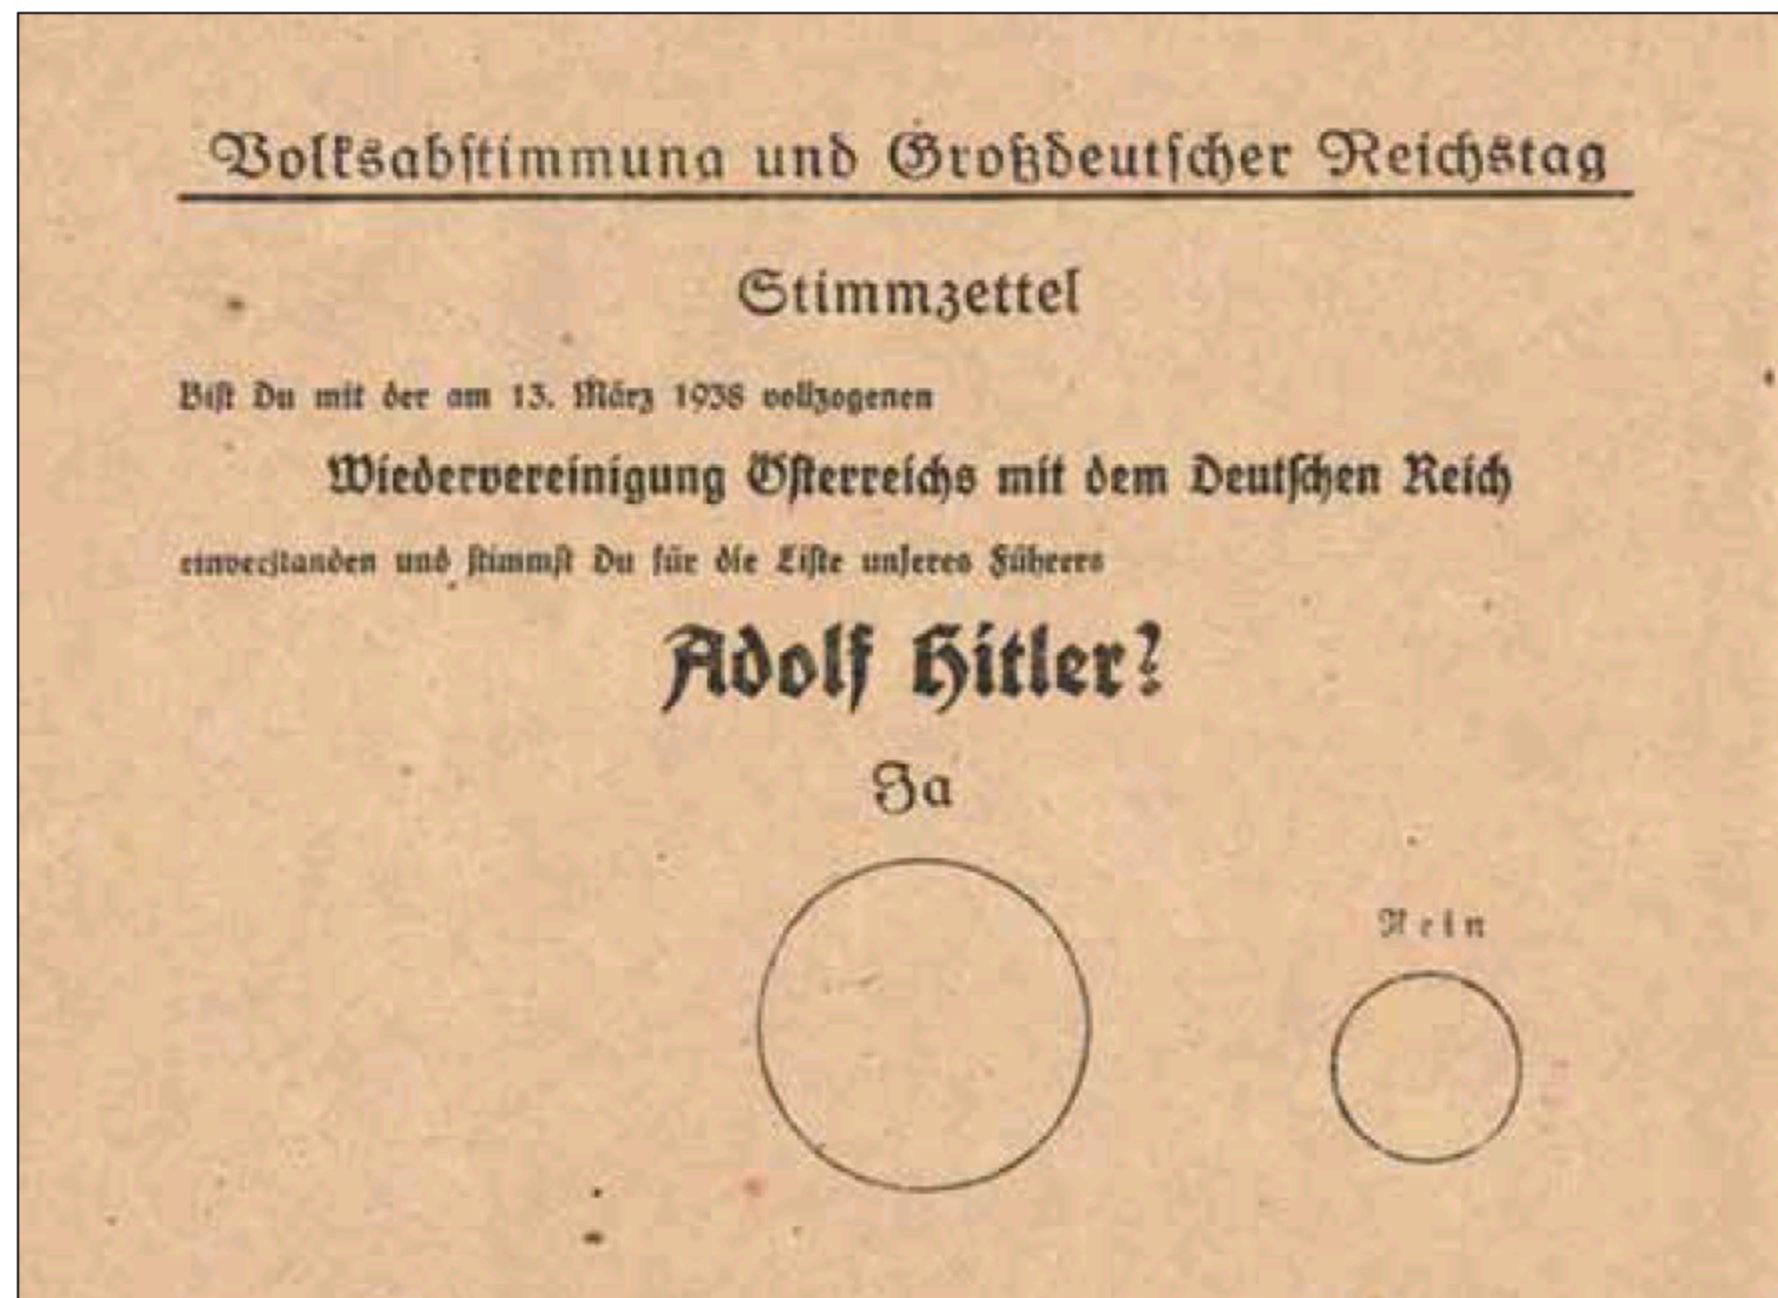 Volksabstimmung und Großdeutscher Reichstag
Stimmzettel
Bist Du mit der am 13. März 1938 vollzogenen
Wiedervereinigung Österreichs mit dem Deutschen Reich
einverstanden und stimmst Du für die Liste unseres Führers
Adolf Hitler?
Ja
Nein